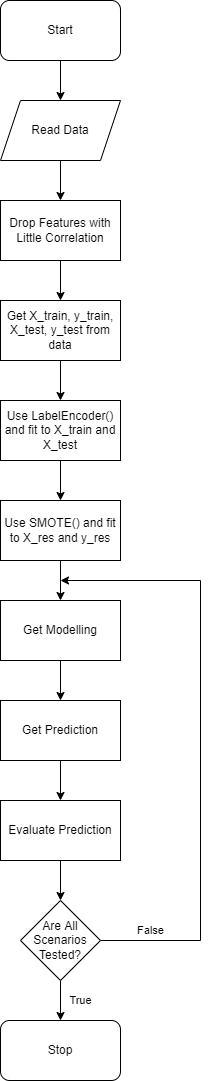 Start
Read Data
Drop Features with
Little Correlation
Get X_train, y_train,
X_test, y_test from
data
Use LabelEncoder()
and fit to X_train and
X_test
Use SMOTE() and fit
to X_res and y_res
Get Modelling
Get Prediction
Evaluate Prediction
Are All
Scenarios
Tested?
False
True
Stop